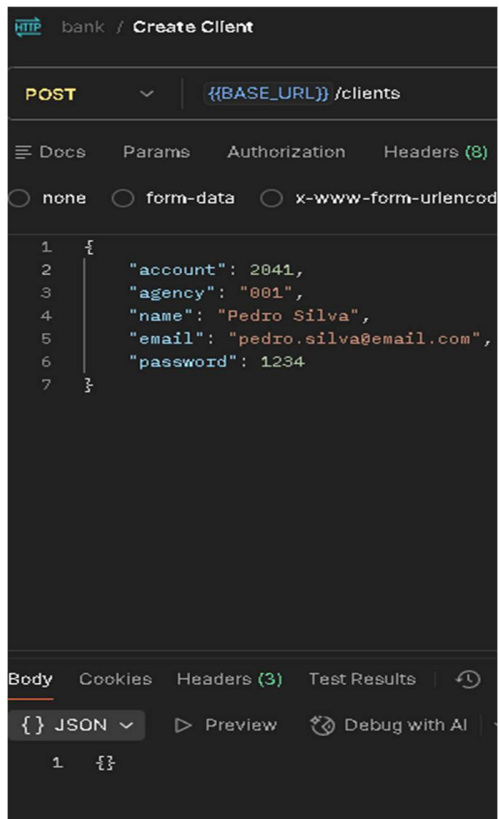 HTTP bank / Create Client
POST {{BASE_URL}}/clients
Docs Params Authorization Headers (8)
none form-data x-www-form-urlencod
1 {
2 "account": 2041,
3 "agency": "001",
4 "name": "Pedro Silva",
5 "email": "pedro.silva@email.com",
6 "password": 1234
7 }
Body Cookies Headers (3) Test Results
{} JSON Preview Debug with AI
1 {}